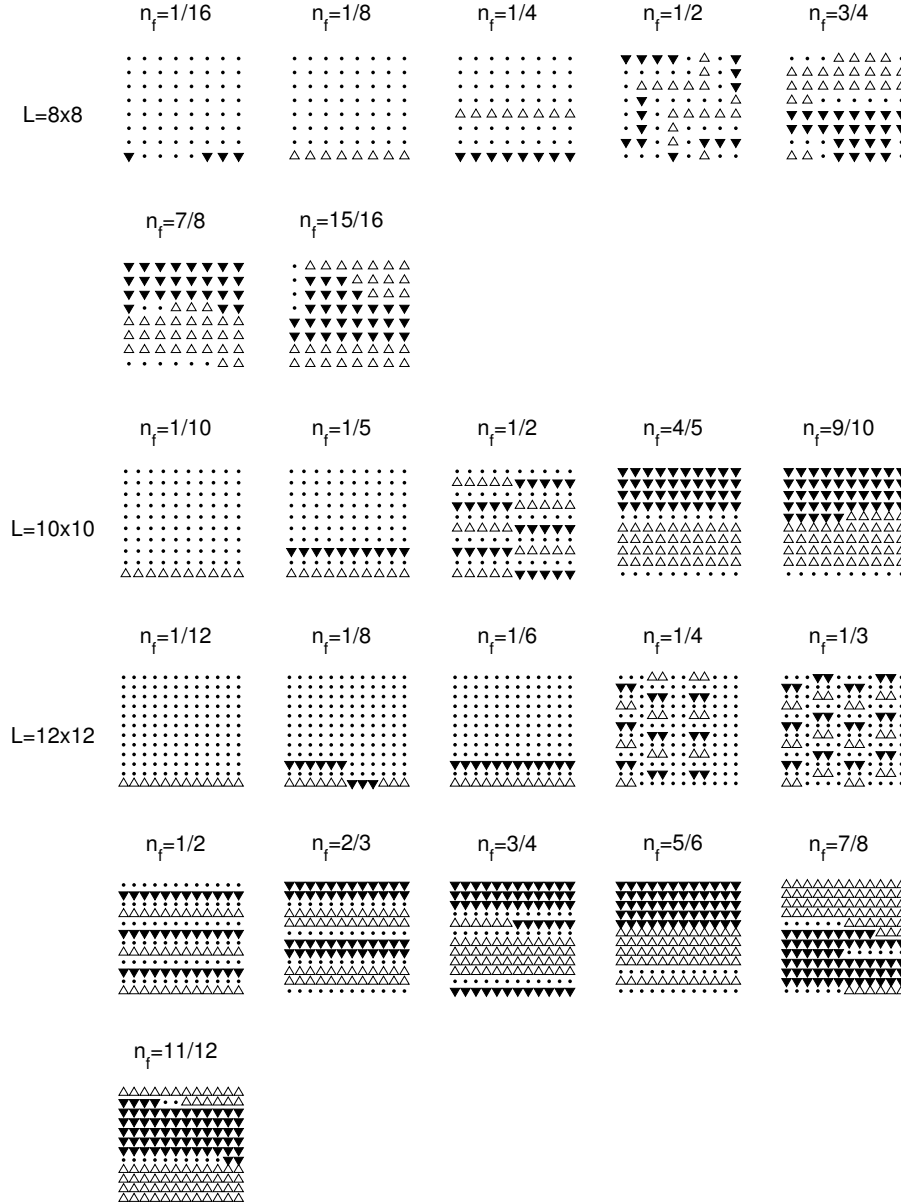 n_f=1/16 n_f=1/8 n_f=1/4 n_f=1/2 n_f=3/4
L=8x8
n_f=7/8 n_f=15/16
n_f=1/10 n_f=1/5 n_f=1/2 n_f=4/5 n_f=9/10
L=10x10
n_f=1/12 n_f=1/8 n_f=1/6 n_f=1/4 n_f=1/3
L=12x12
n_f=1/2 n_f=2/3 n_f=3/4 n_f=5/6 n_f=7/8
n_f=11/12